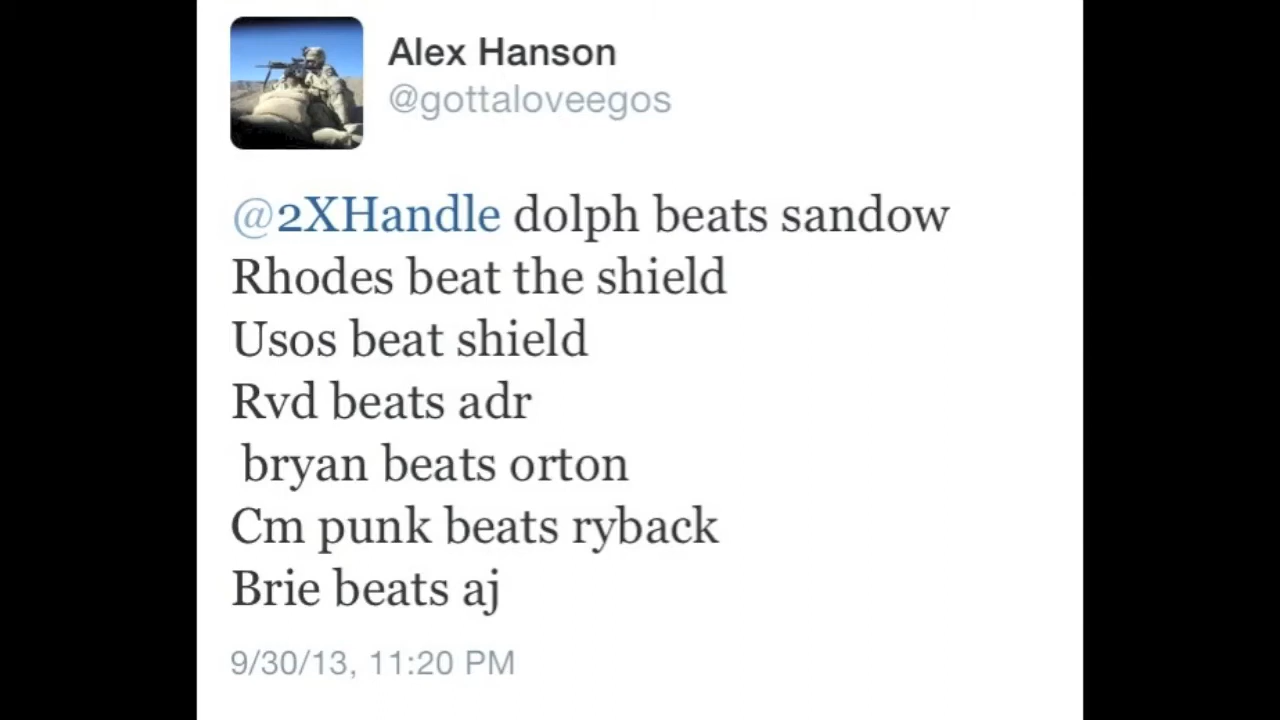 Alex Hanson
@gottaloveegos
@2XHandle dolph beats sandow
Rhodes beat the shield
Usos beat shield
Rvd beats adr
bryan beats orton
Cm punk beats ryback
Brie beats aj
9/30/13, 11:20 PM